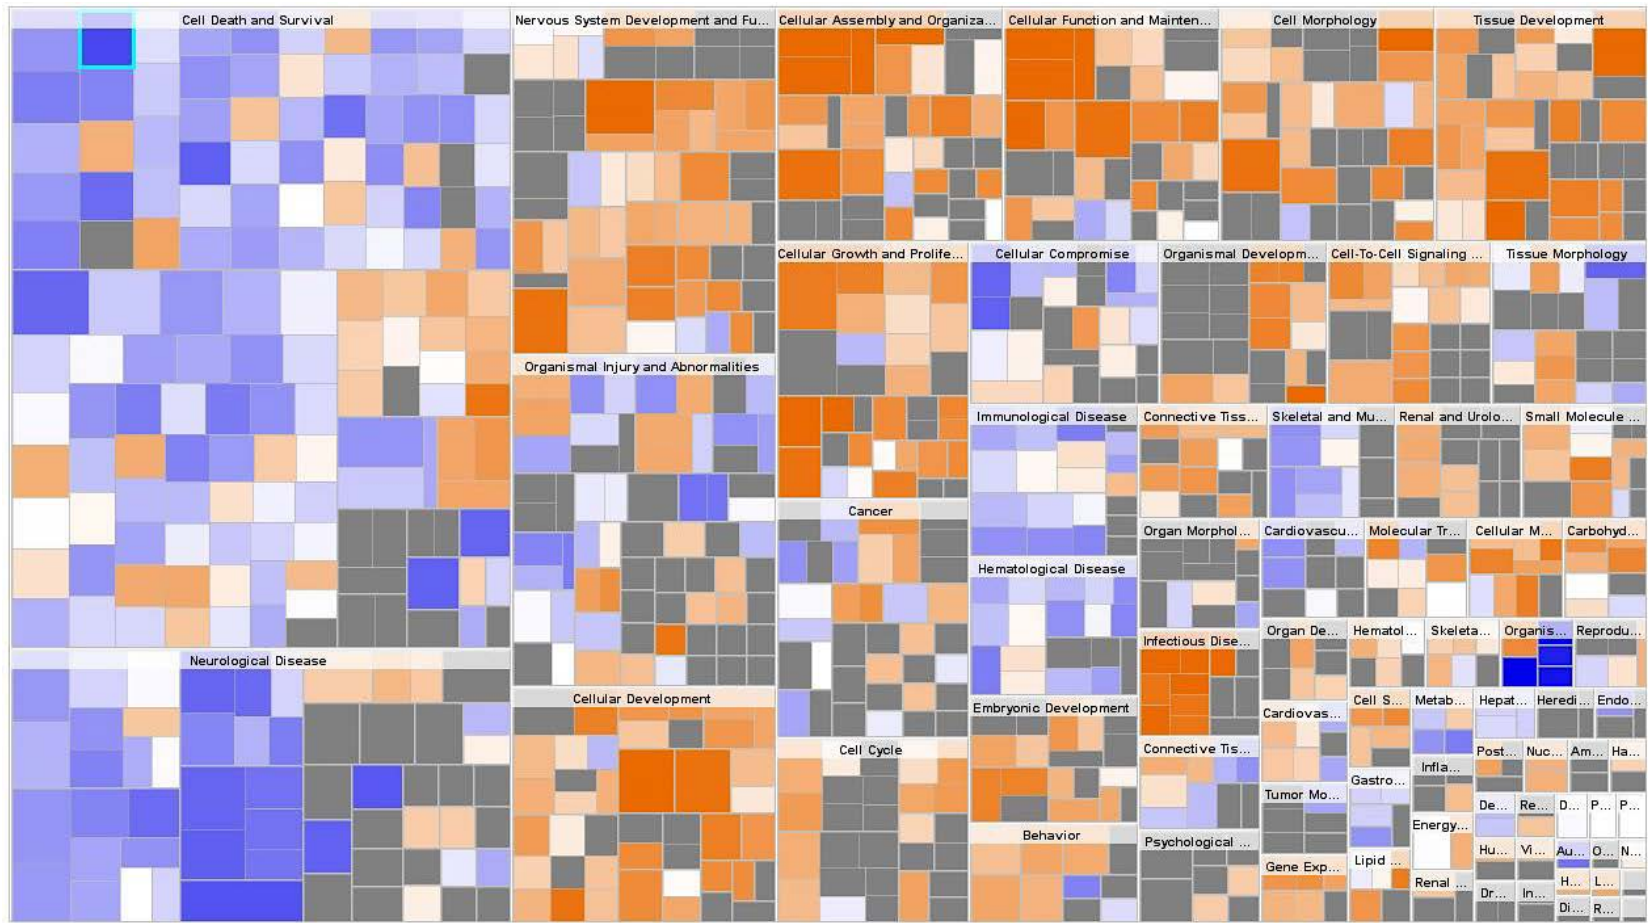 Cell Death and Survival
Nervous System Development and Fu...
Cellular Assembly and Organiza...
Cellular Function and Mainten...
Cell Morphology
Tissue Development
Cellular Growth and Prolife...
Cellular Compromise
Organismal Developm...
Cell-To-Cell Signaling ...
Tissue Morphology
Organismal Injury and Abnormalities
Immunological Disease
Connective Tiss...
Skeletal and Mu...
Renal and Urolo...
Small Molecule ...
Cancer
Organ Morphol...
Cardiovascu...
Molecular Tr...
Cellular M...
Carbohyd...
Hematological Disease
Infectious Dise...
Organ De...
Hematol...
Skeleta...
Organis...
Reprodu...
Neurological Disease
Cellular Development
Embryonic Development
Cardiovas...
Cell S...
Metab...
Hepat...
Heredi...
Endo...
Cell Cycle
Connective Tis...
Gastro...
Infla...
Post...
Nuc...
Am...
Ha...
Tumor Mo...
De...
Re...
D...
P...
P...
Behavior
Psychological ...
Energy...
Hu...
Vi...
Au...
O...
N...
Gene Exp...
Lipid ...
Renal ...
Dr...
In...
H...
L...
Di...
R...